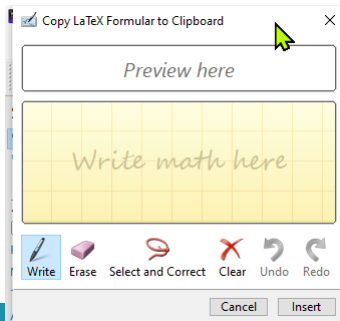 Copy LaTeX Formular to Clipboard
Preview here
Write math here
Write Erase Select and Correct Clear Undo Redo
Cancel Insert